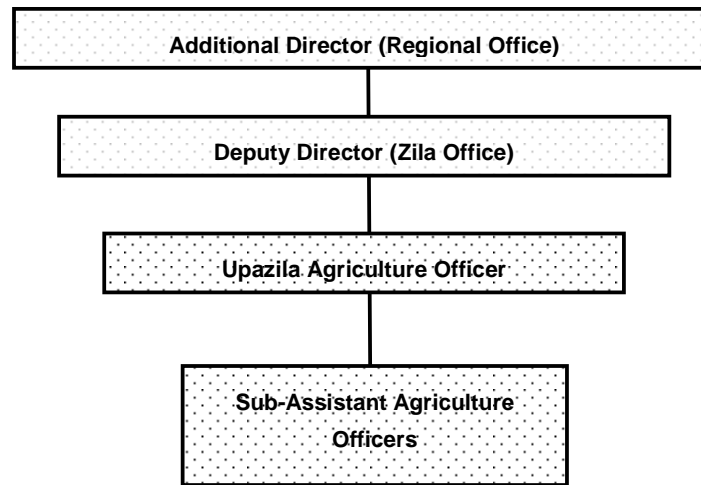 Additional Director (Regional Office)
Deputy Director (Zila Office)
Upazila Agriculture Officer
Sub-Assistant Agriculture
Officers